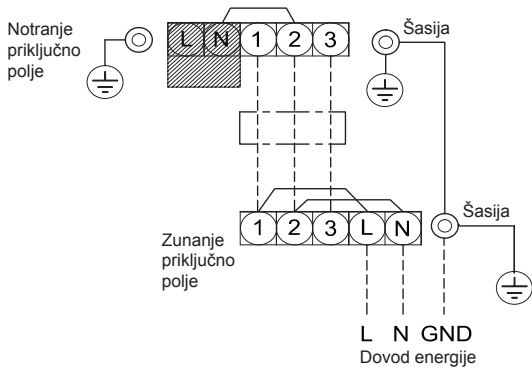 Notranje
priključno
polje
L N 1 2 3
Šasija
Šasija
1 2 3 L N
Zunanje
priključno
polje
L N GND
Dovod energije